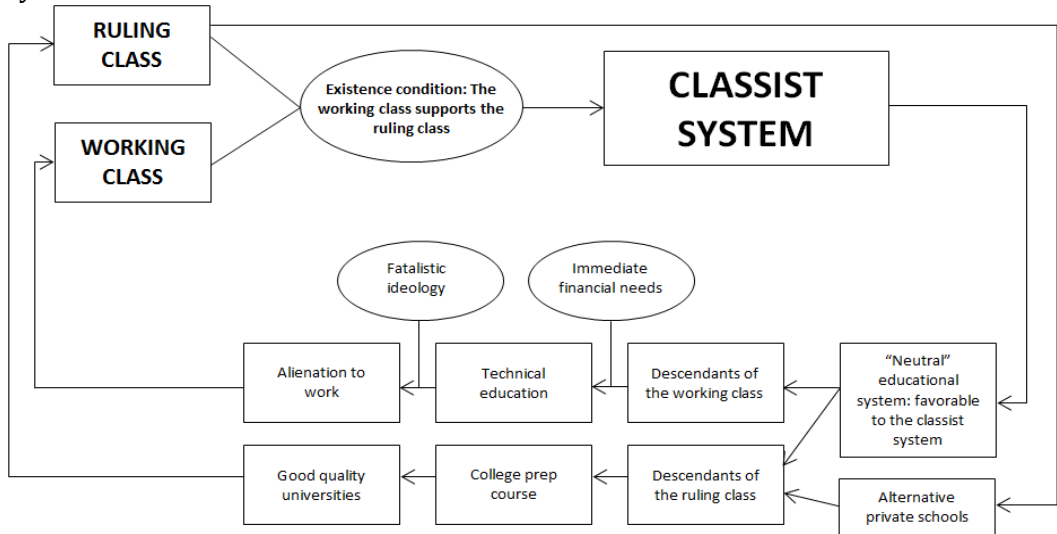 RULING
CLASS
Existence condition: The
working class supports the
ruling class
CLASSIST
SYSTEM
WORKING
CLASS
Fatalistic
ideology
Immediate
financial needs
Alienation to
work
Technical
education
Descendants of
the working class
“Neutral”
educational
system: favorable
to the classist
system
Good quality
universities
College prep
course
Descendants
of the ruling class
Alternative
private schools